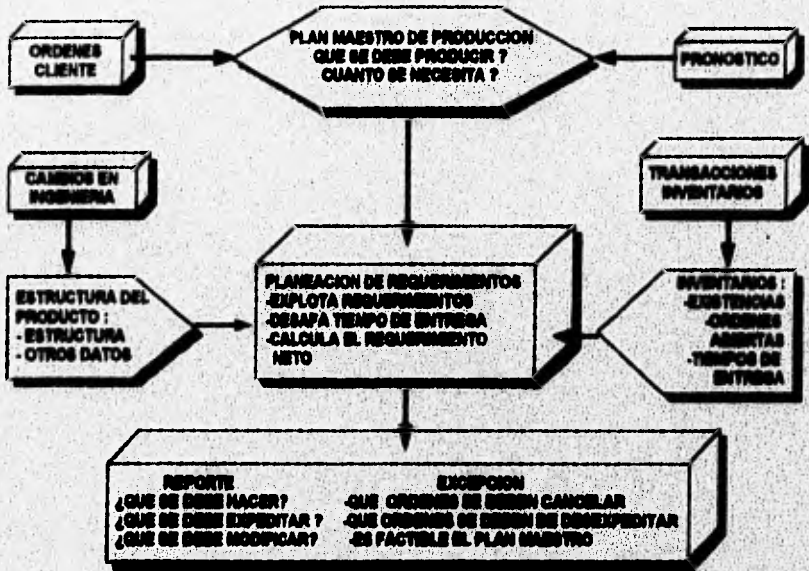 ORDENES
CLIENTE
PLAN MAESTRO DE PRODUCCION
QUE SE DEBE PRODUCIR ?
CUANTO SE NECESITA ?
PRONOSTICO
CAMBIOS EN
INGENIERIA
TRANSACCIONES
INVENTARIOS
ESTRUCTURA DEL
PRODUCTO :
- ESTRUCTURA
- OTROS DATOS
PLANEACION DE REQUERIMIENTOS
-EXPLOTA REQUERIMIENTOS
-DESAFA TIEMPO DE ENTREGA
-CALCULA EL REQUERIMIENTO
NETO
INVENTARIOS :
-EXISTENCIAS
-ORDENES
ABIERTAS
-TIEMPOS DE
ENTREGA
REPORTE
¿QUE SE DEBE HACER?
¿QUE SE DEBE EXPEDITAR ?
¿QUE SE DEBE MODIFICAR?
EXCEPCION
-QUE ORDENES SE DEBEN CANCELAR
-QUE ORDENES SE DEBEN DE DESEXPEDITAR
-ES FACTIBLE EL PLAN MAESTRO